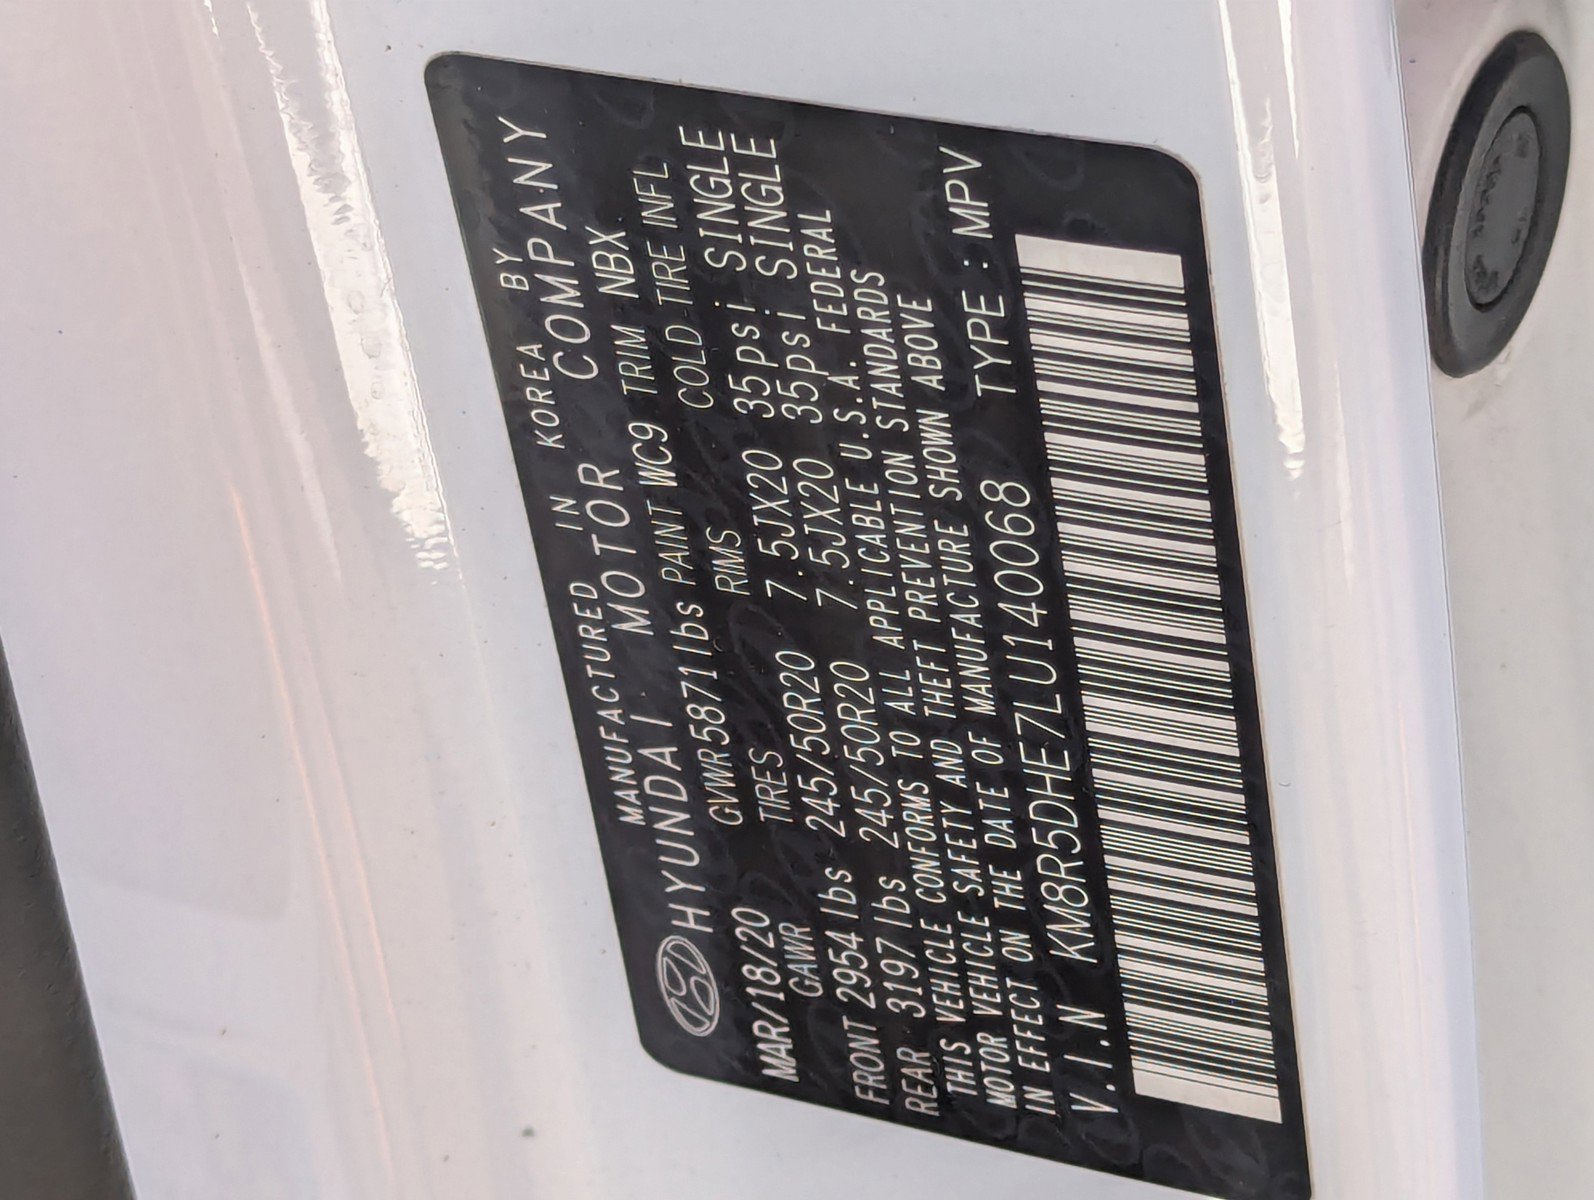 MANUFACTURED IN KOREA BY
HYUNDAI MOTOR COMPANY
MAR/18/20 GVWR 5871lbs PAINT WC9 TRIM NBX
GAWR TIRES RIMS COLD TIRE INFL
FRONT 2954 lbs 245/50R20 7.5JX20 35psi SINGLE
REAR 3197 lbs 245/50R20 7.5JX20 35psi SINGLE
THIS VEHICLE CONFORMS TO ALL APPLICABLE U.S.A. FEDERAL
MOTOR VEHICLE SAFETY AND THEFT PREVENTION STANDARDS
IN EFFECT ON THE DATE OF MANUFACTURE SHOWN ABOVE
V.I.N KM8R5DHE7LU140068 TYPE : MPV